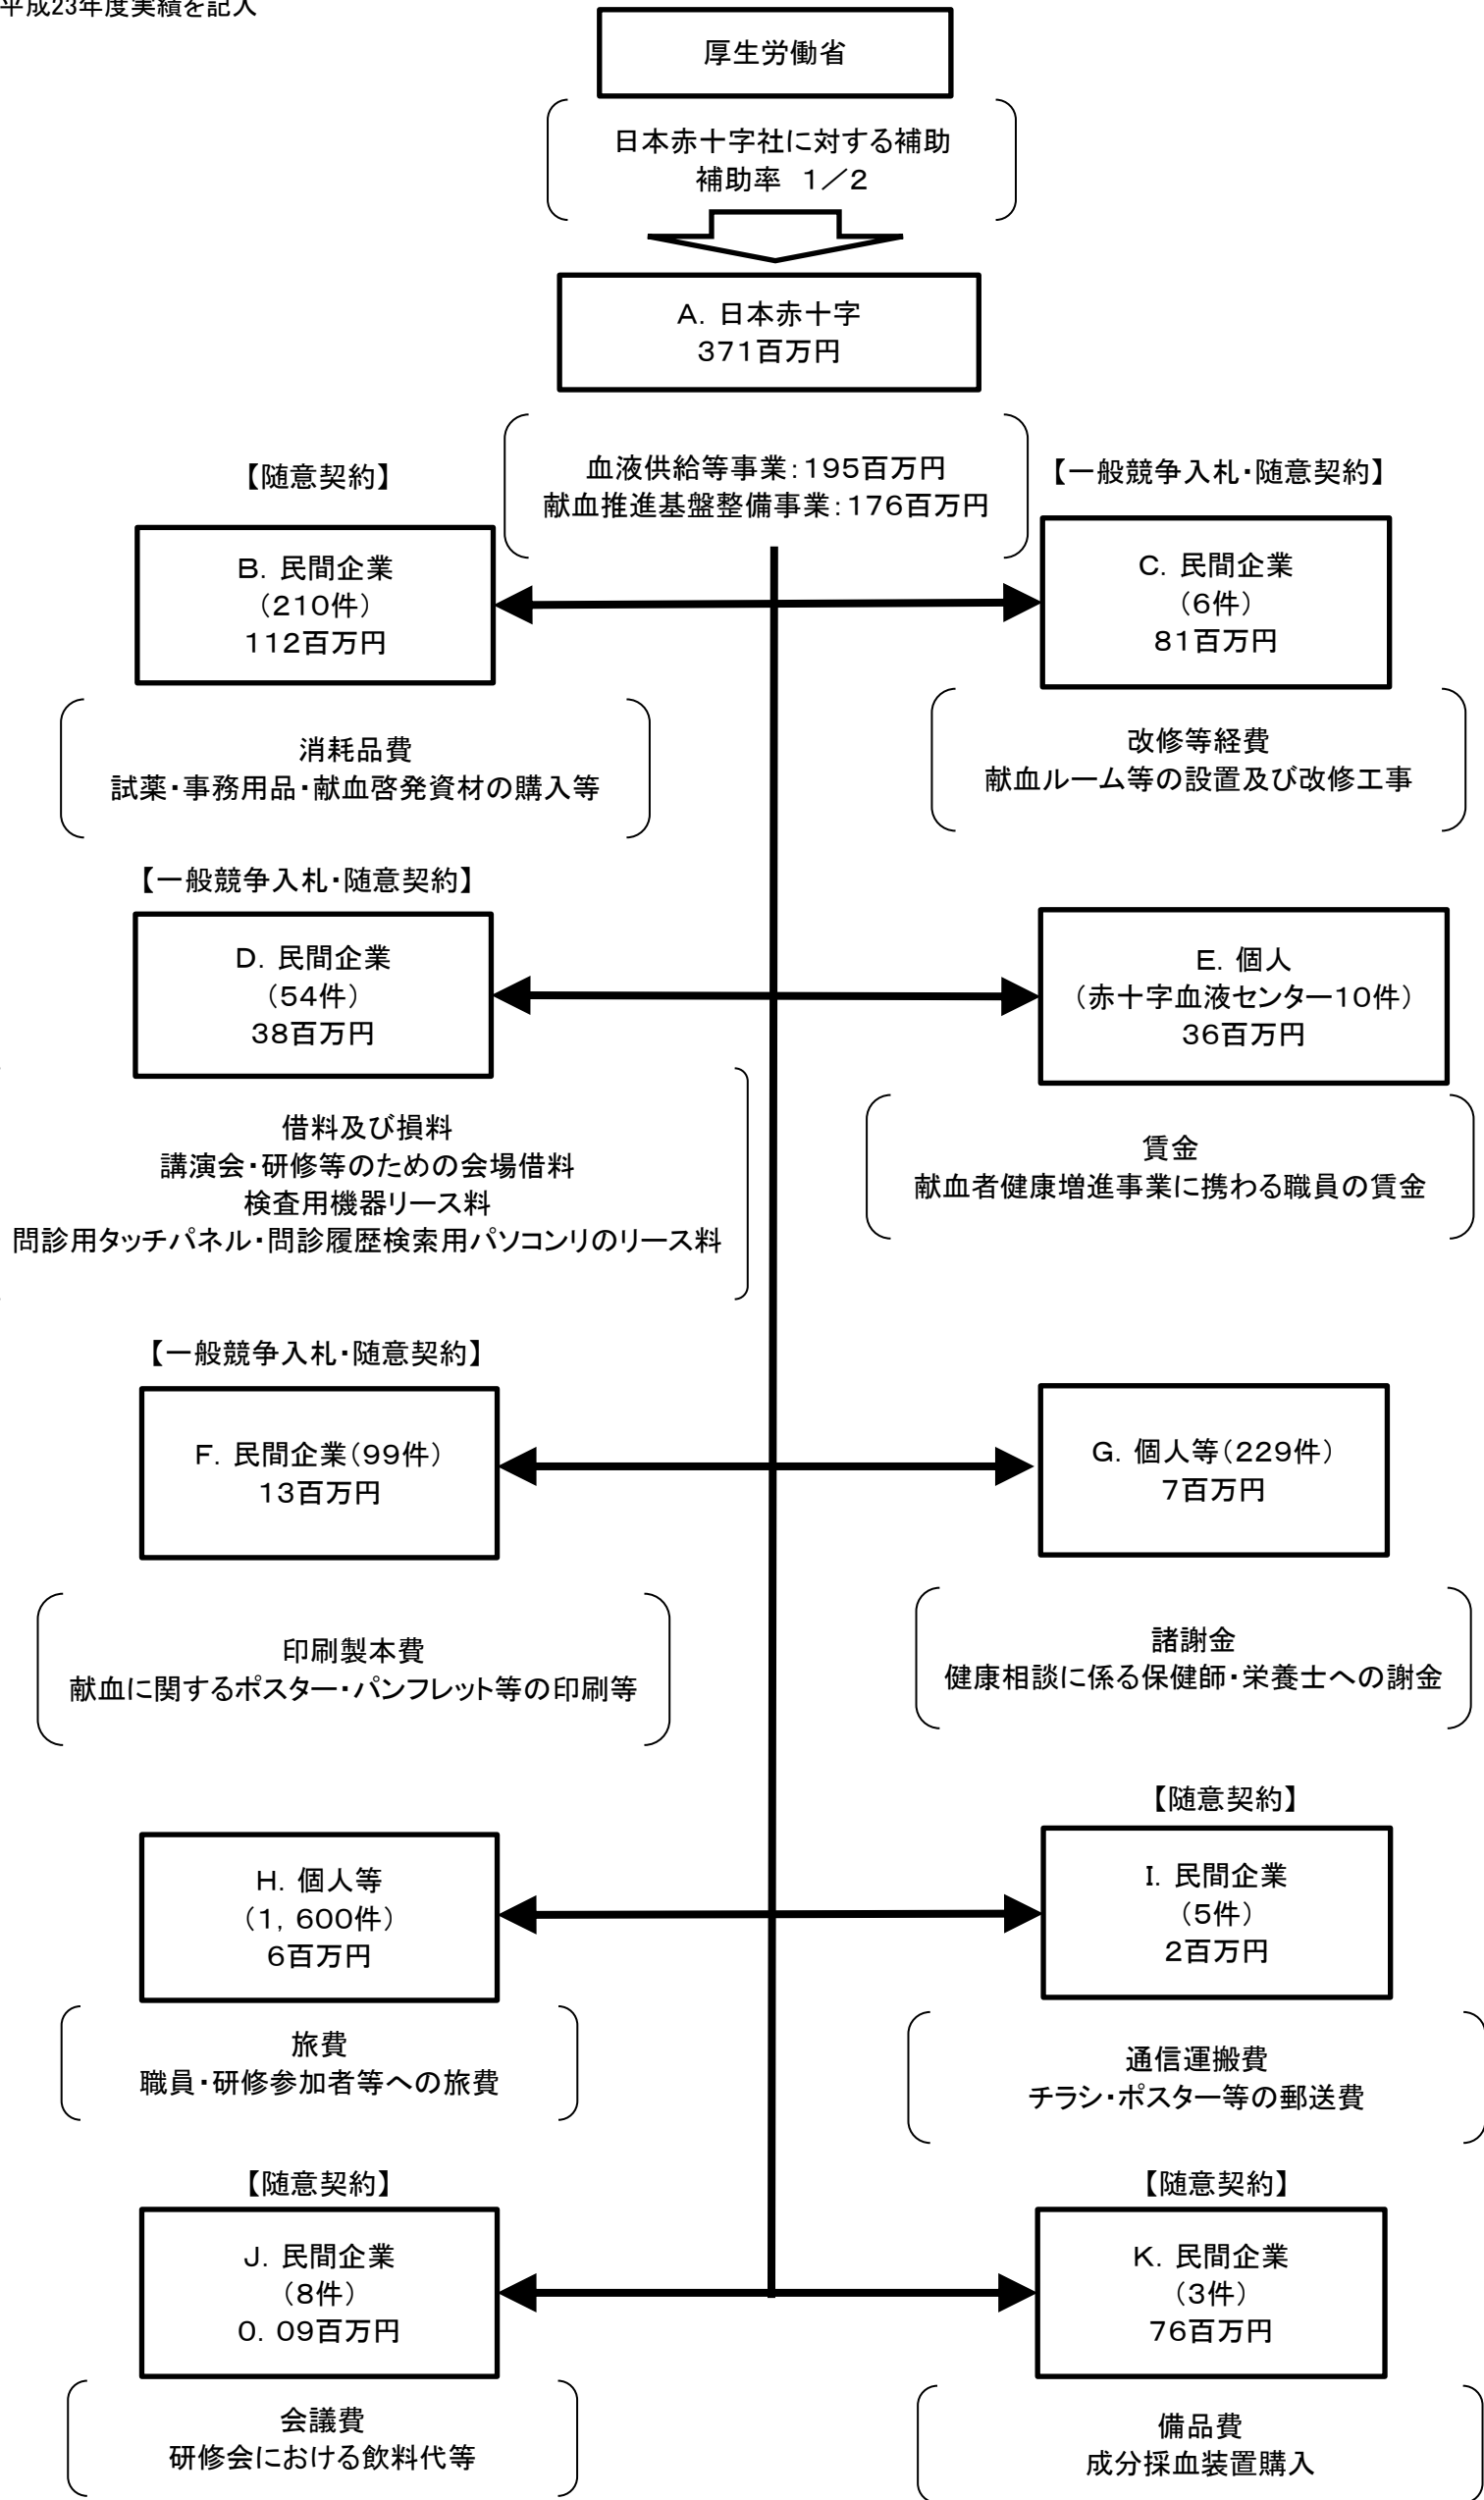 平成23年度実績を記入
厚生労働省
日本赤十字社に対する補助
補助率　１／２
Ａ．日本赤十字
３７１百万円
血液供給等事業：１９５百万円
献血推進基盤整備事業：１７６百万円
【随意契約】
Ｂ．民間企業
（２１０件）
１１２百万円
消耗品費
試薬・事務用品・献血啓発資材の購入等
【一般競争入札・随意契約】
Ｃ．民間企業
（６件）
８１百万円
改修等経費
献血ルーム等の設置及び改修工事
【一般競争入札・随意契約】
Ｄ．民間企業
（５４件）
３８百万円
借料及び損料
講演会・研修等のための会場借料
検査用機器リース料
問診用タッチパネル・問診履歴検索用パソコンリのリース料
Ｅ．個人
（赤十字血液センター１０件）
３６百万円
賃金
献血者健康増進事業に携わる職員の賃金
【一般競争入札・随意契約】
Ｆ．民間企業（９９件）
１３百万円
印刷製本費
献血に関するポスター・パンフレット等の印刷等
Ｇ．個人等（２２９件）
７百万円
諸謝金
健康相談に係る保健師・栄養士への謝金
Ｈ．個人等
（１，６００件）
６百万円
旅費
職員・研修参加者等への旅費
【随意契約】
Ｉ．民間企業
（５件）
２百万円
通信運搬費
チラシ・ポスター等の郵送費
【随意契約】
Ｊ．民間企業
（８件）
０．０９百万円
会議費
研修会における飲料代等
【随意契約】
Ｋ．民間企業
（３件）
７６百万円
備品費
成分採血装置購入